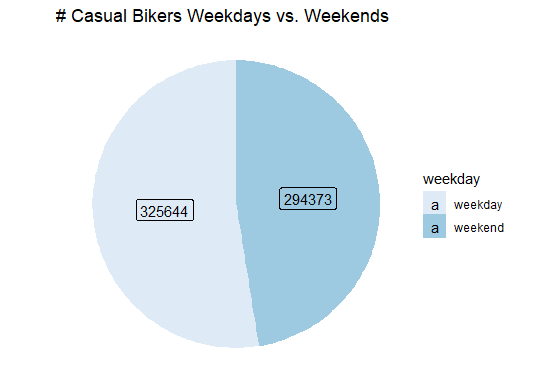 # Casual Bikers Weekdays vs. Weekends
325644
294373
weekday
a weekday
a weekend